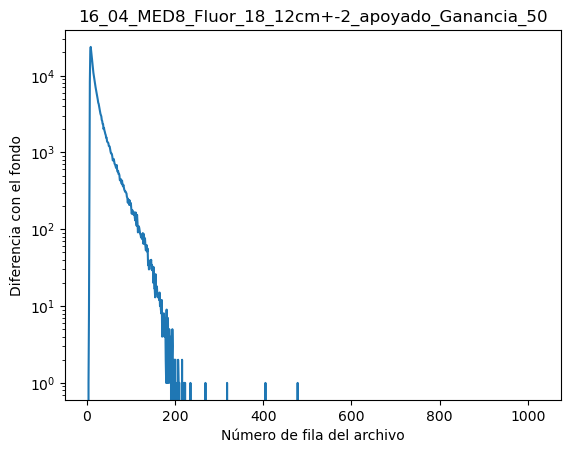 16_04_MED8_Fluor_18_12cm+-2_apoyado_Ganancia_50
10^4
10^3
10^2
10^1
10^0
Diferencia con el fondo
0 200 400 600 800 1000
Número de fila del archivo